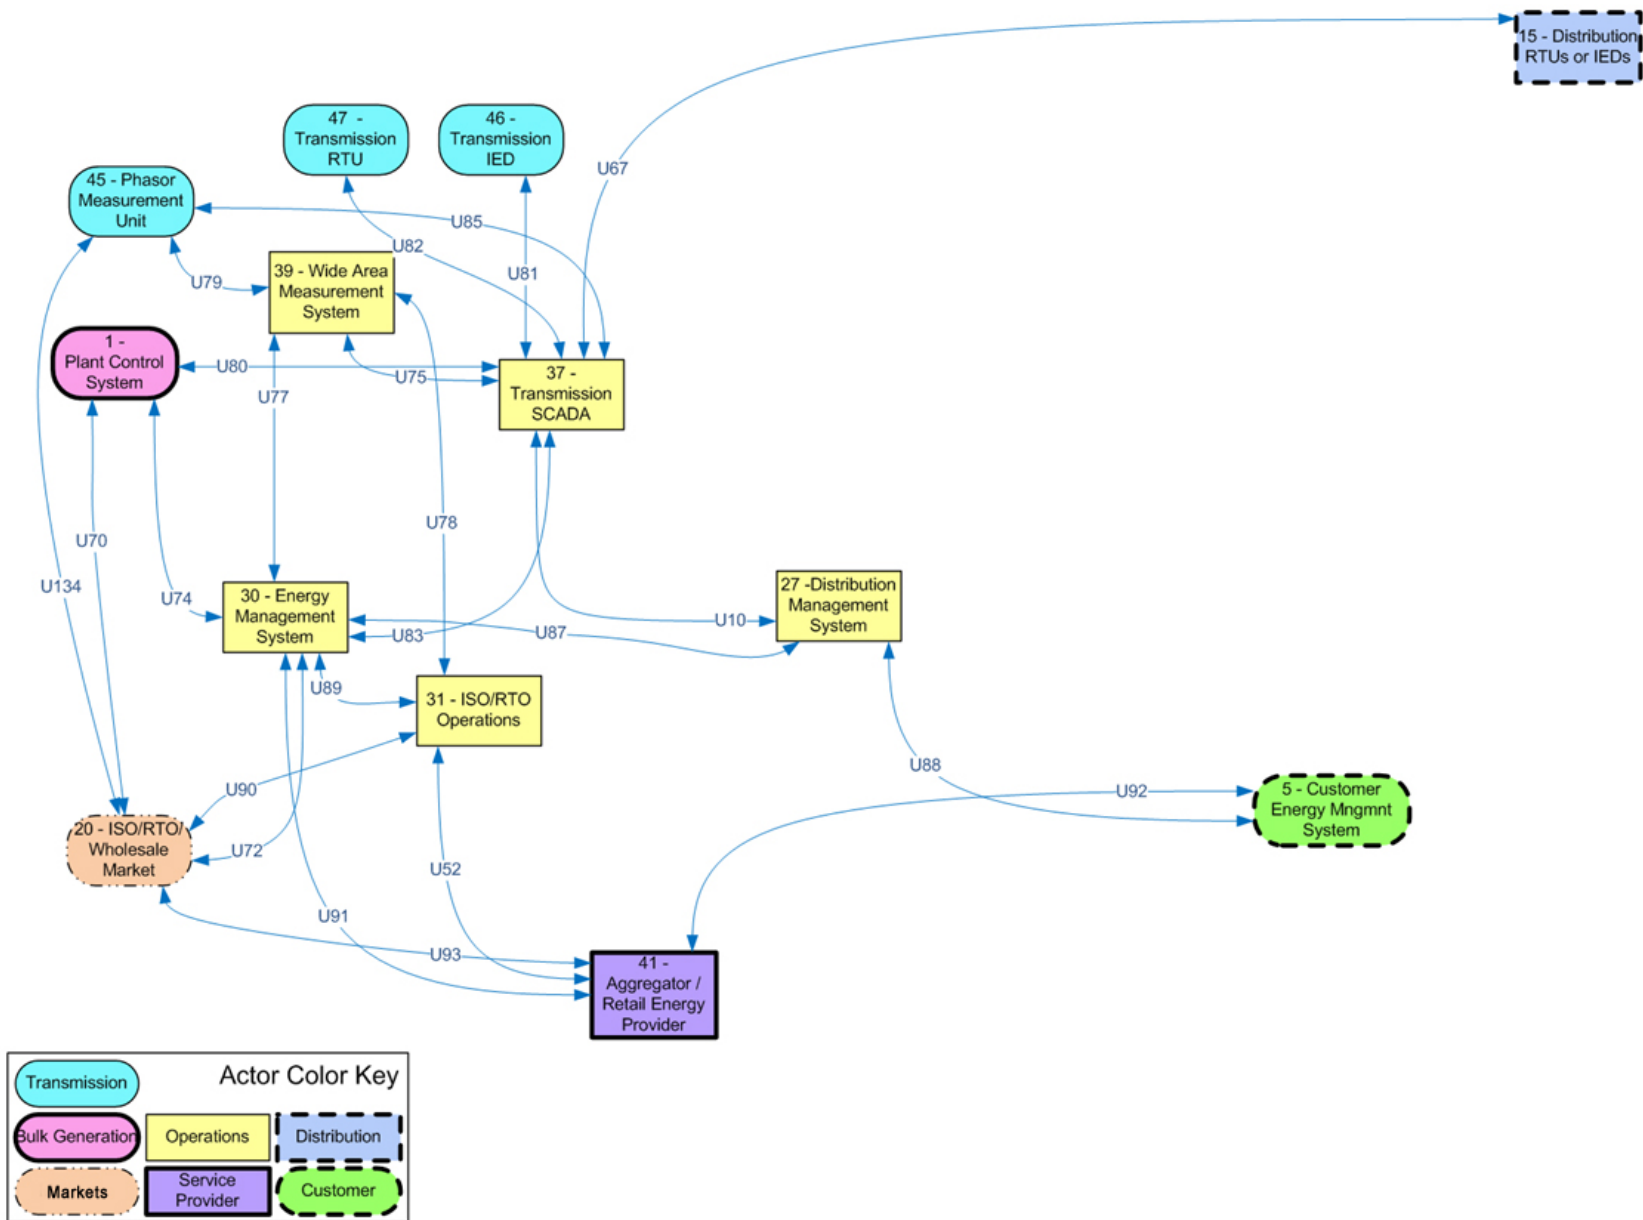 15 - Distribution
RTUs or IEDs
47 -
Transmission
RTU
46 -
Transmission
IED
U67
45 - Phasor
Measurement
Unit
U85
U82
U81
U79
39 - Wide Area
Measurement
System
1 -
Plant Control
System
U80
U75
37 -
Transmission
SCADA
U77
U78
U70
U134
U74
30 - Energy
Management
System
U83
U87
U10
27 -Distribution
Management
System
U89
31 - ISO/RTO
Operations
U90
U88
U92
5 - Customer
Energy Mngmnt
System
20 - ISO/RTO/
Wholesale
Market
U72
U52
U91
U93
41 -
Aggregator /
Retail Energy
Provider
Actor Color Key
Transmission
Bulk Generation
Operations
Distribution
Markets
Service
Provider
Customer